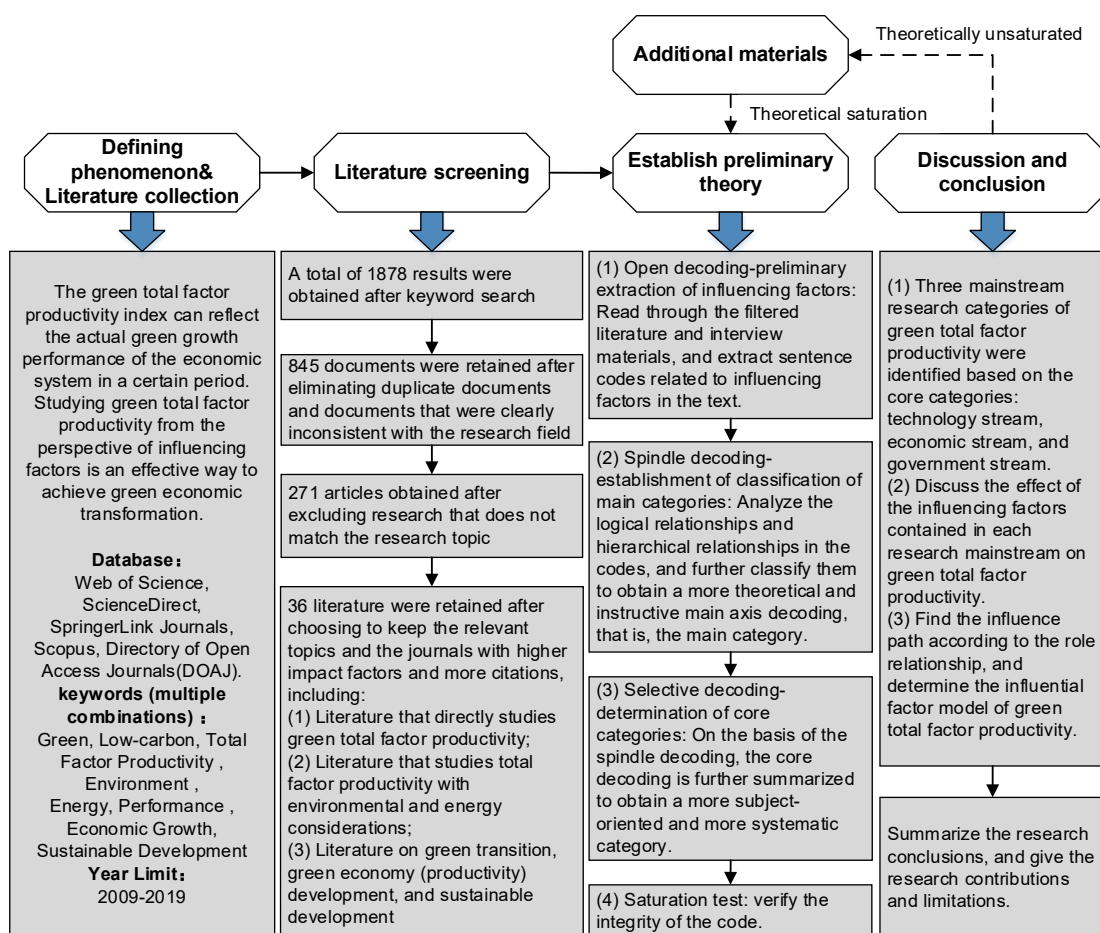 Theoretically unsaturated
Additional materials
Theoretical saturation
Defining
phenomenon&
Literature collection
Literature screening
Establish preliminary
theory
Discussion and
conclusion
The green total factor
productivity index can reflect
the actual green growth
performance of the economic
system in a certain period.
Studying green total factor
productivity from the
perspective of influencing
factors is an effective way to
achieve green economic
transformation.
Database:
Web of Science,
ScienceDirect,
SpringerLink Journals,
Scopus, Directory of Open
Access Journals(DOAJ).
keywords (multiple
combinations) :
Green, Low-carbon, Total
Factor Productivity ,
Environment ,
Energy, Performance ,
Economic Growth,
Sustainable Development
Year Limit:
2009-2019
A total of 1878 results were
obtained after keyword search
845 documents were retained after
eliminating duplicate documents
and documents that were clearly
inconsistent with the research field
271 articles obtained after
excluding research that does not
match the research topic
36 literature were retained after
choosing to keep the relevant
topics and the journals with higher
impact factors and more citations,
including:
(1) Literature that directly studies
green total factor productivity;
(2) Literature that studies total
factor productivity with
environmental and energy
considerations;
(3) Literature on green transition,
green economy (productivity)
development, and sustainable
development
(1) Open decoding-preliminary
extraction of influencing factors:
Read through the filtered
literature and interview
materials, and extract sentence
codes related to influencing
factors in the text.
(2) Spindle decoding-
establishment of classification of
main categories: Analyze the
logical relationships and
hierarchical relationships in the
codes, and further classify them
to obtain a more theoretical and
instructive main axis decoding,
that is, the main category.
(3) Selective decoding-
determination of core
categories: On the basis of the
spindle decoding, the core
decoding is further summarized
to obtain a more subject-
oriented and more systematic
category.
(4) Saturation test: verify the
integrity of the code.
(1) Three mainstream
research categories of
green total factor
productivity were
identified based on the
core categories:
technology stream,
economic stream, and
government stream.
(2) Discuss the effect of
the influencing factors
contained in each
research mainstream on
green total factor
productivity.
(3) Find the influence
path according to the role
relationship, and
determine the influential
factor model of green
total factor productivity.
Summarize the research
conclusions, and give the
research contributions
and limitations.